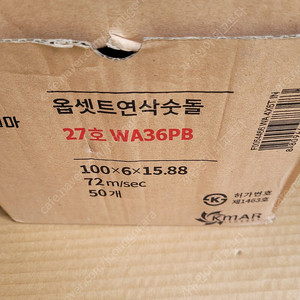 마
옵셋트연삭숫돌
27호 WA36PB
100×6×15.88
72m/sec
50개
허가번호
제1463호
KMAR